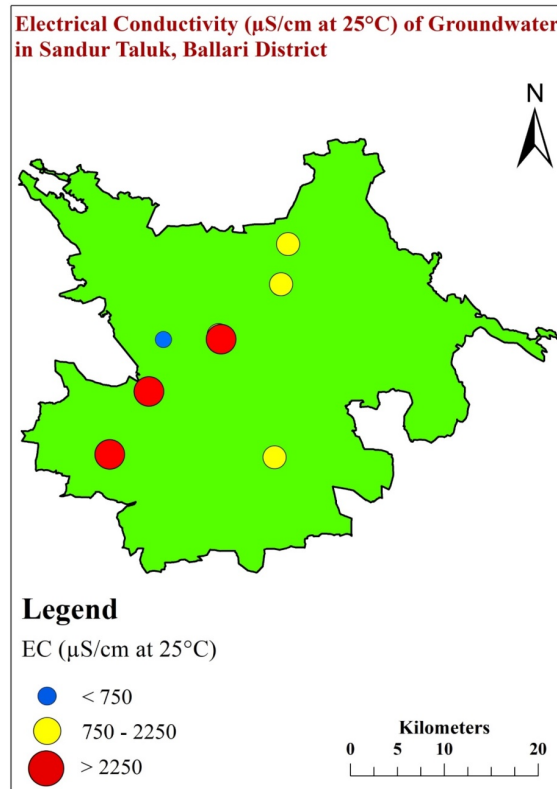 Electrical Conductivity (µS/cm at 25°C) of Groundwater
in Sandur Taluk, Ballari District
N
Legend
EC (µS/cm at 25°C)
< 750
750 - 2250
> 2250
Kilometers
0 5 10 20